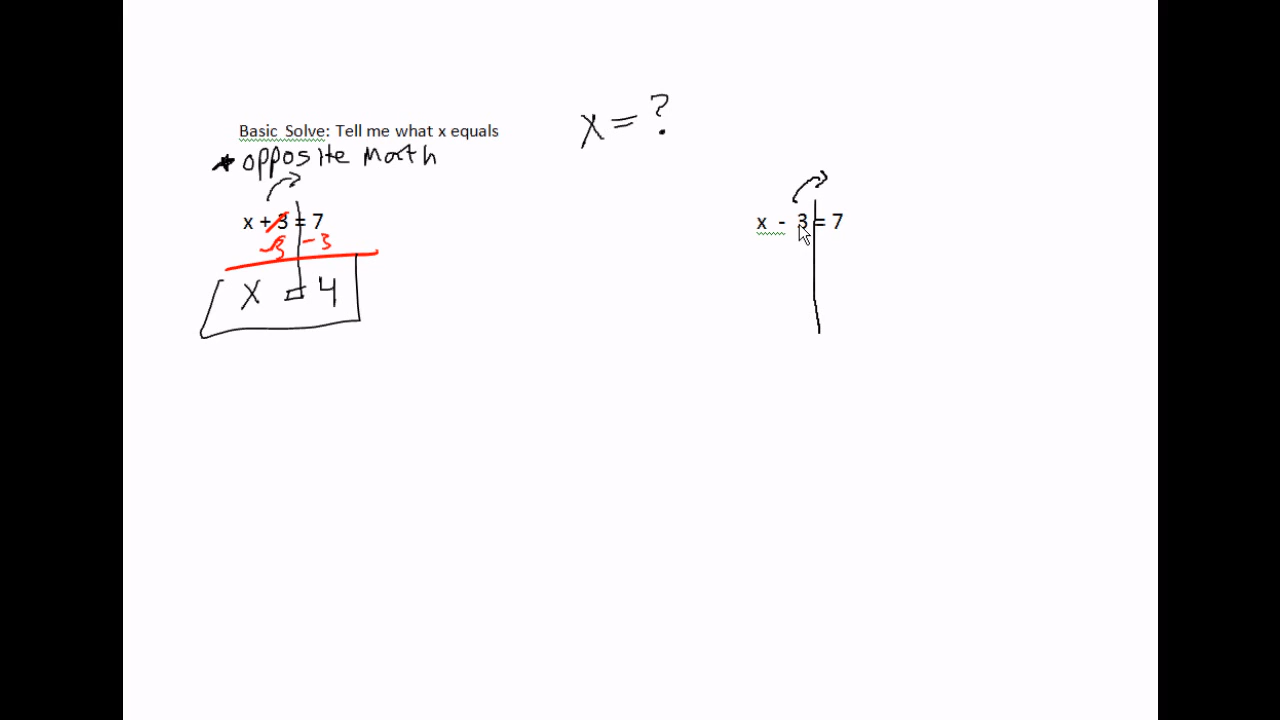 Basic Solve: Tell me what x equals
x = ?
* opposite math
x + 3 = 7
-3 -3
x = 4
x - 3 = 7